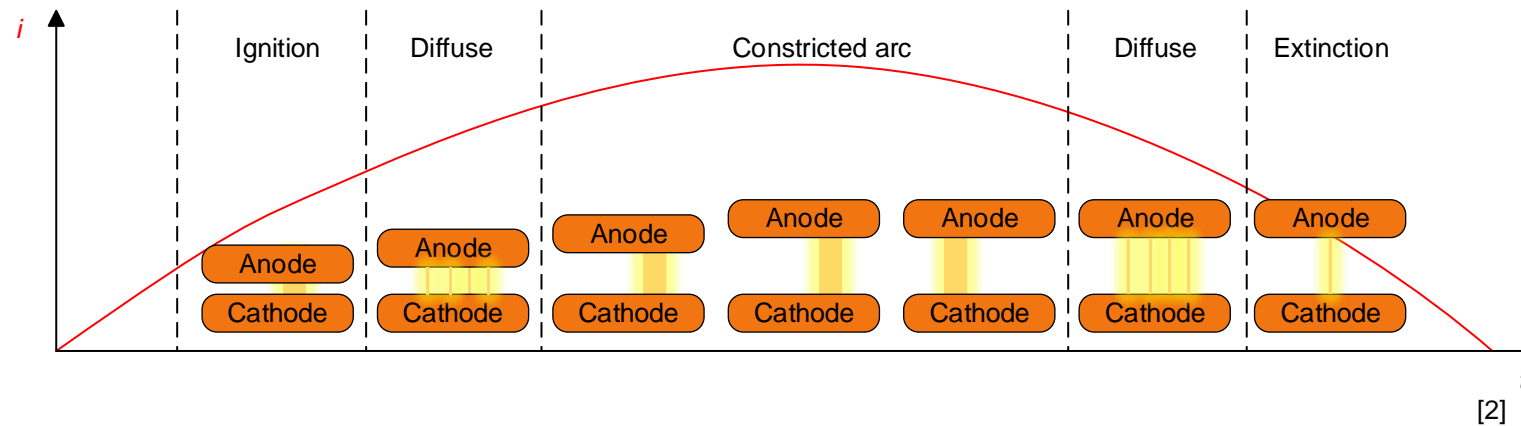 i
Ignition
Diffuse
Constricted arc
Diffuse
Extinction
Anode
Cathode
Anode
Cathode
Anode
Cathode
Anode
Cathode
Anode
Cathode
Anode
Cathode
Anode
Cathode
[2]